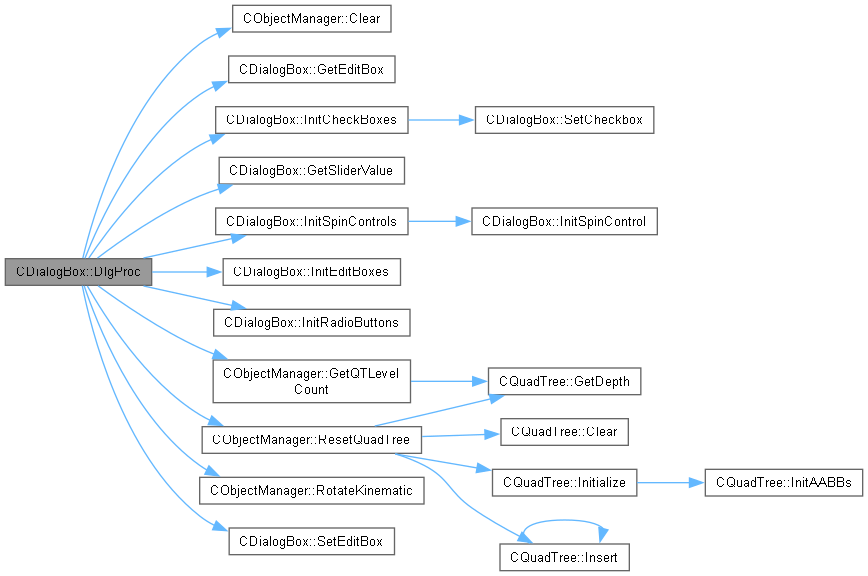 CObjectManager::Clear
CDialogBox::GetEditBox
CDialogBox::InitCheckBoxes
CDialogBox::SetCheckbox
CDialogBox::GetSliderValue
CDialogBox::InitSpinControls
CDialogBox::InitSpinControl
CDialogBox::DlgProc
CDialogBox::InitEditBoxes
CDialogBox::InitRadioButtons
CObjectManager::GetQTLevel
Count
CQuadTree::GetDepth
CObjectManager::ResetQuadTree
CQuadTree::Clear
CObjectManager::RotateKinematic
CQuadTree::Initialize
CQuadTree::InitAABBs
CDialogBox::SetEditBox
CQuadTree::Insert